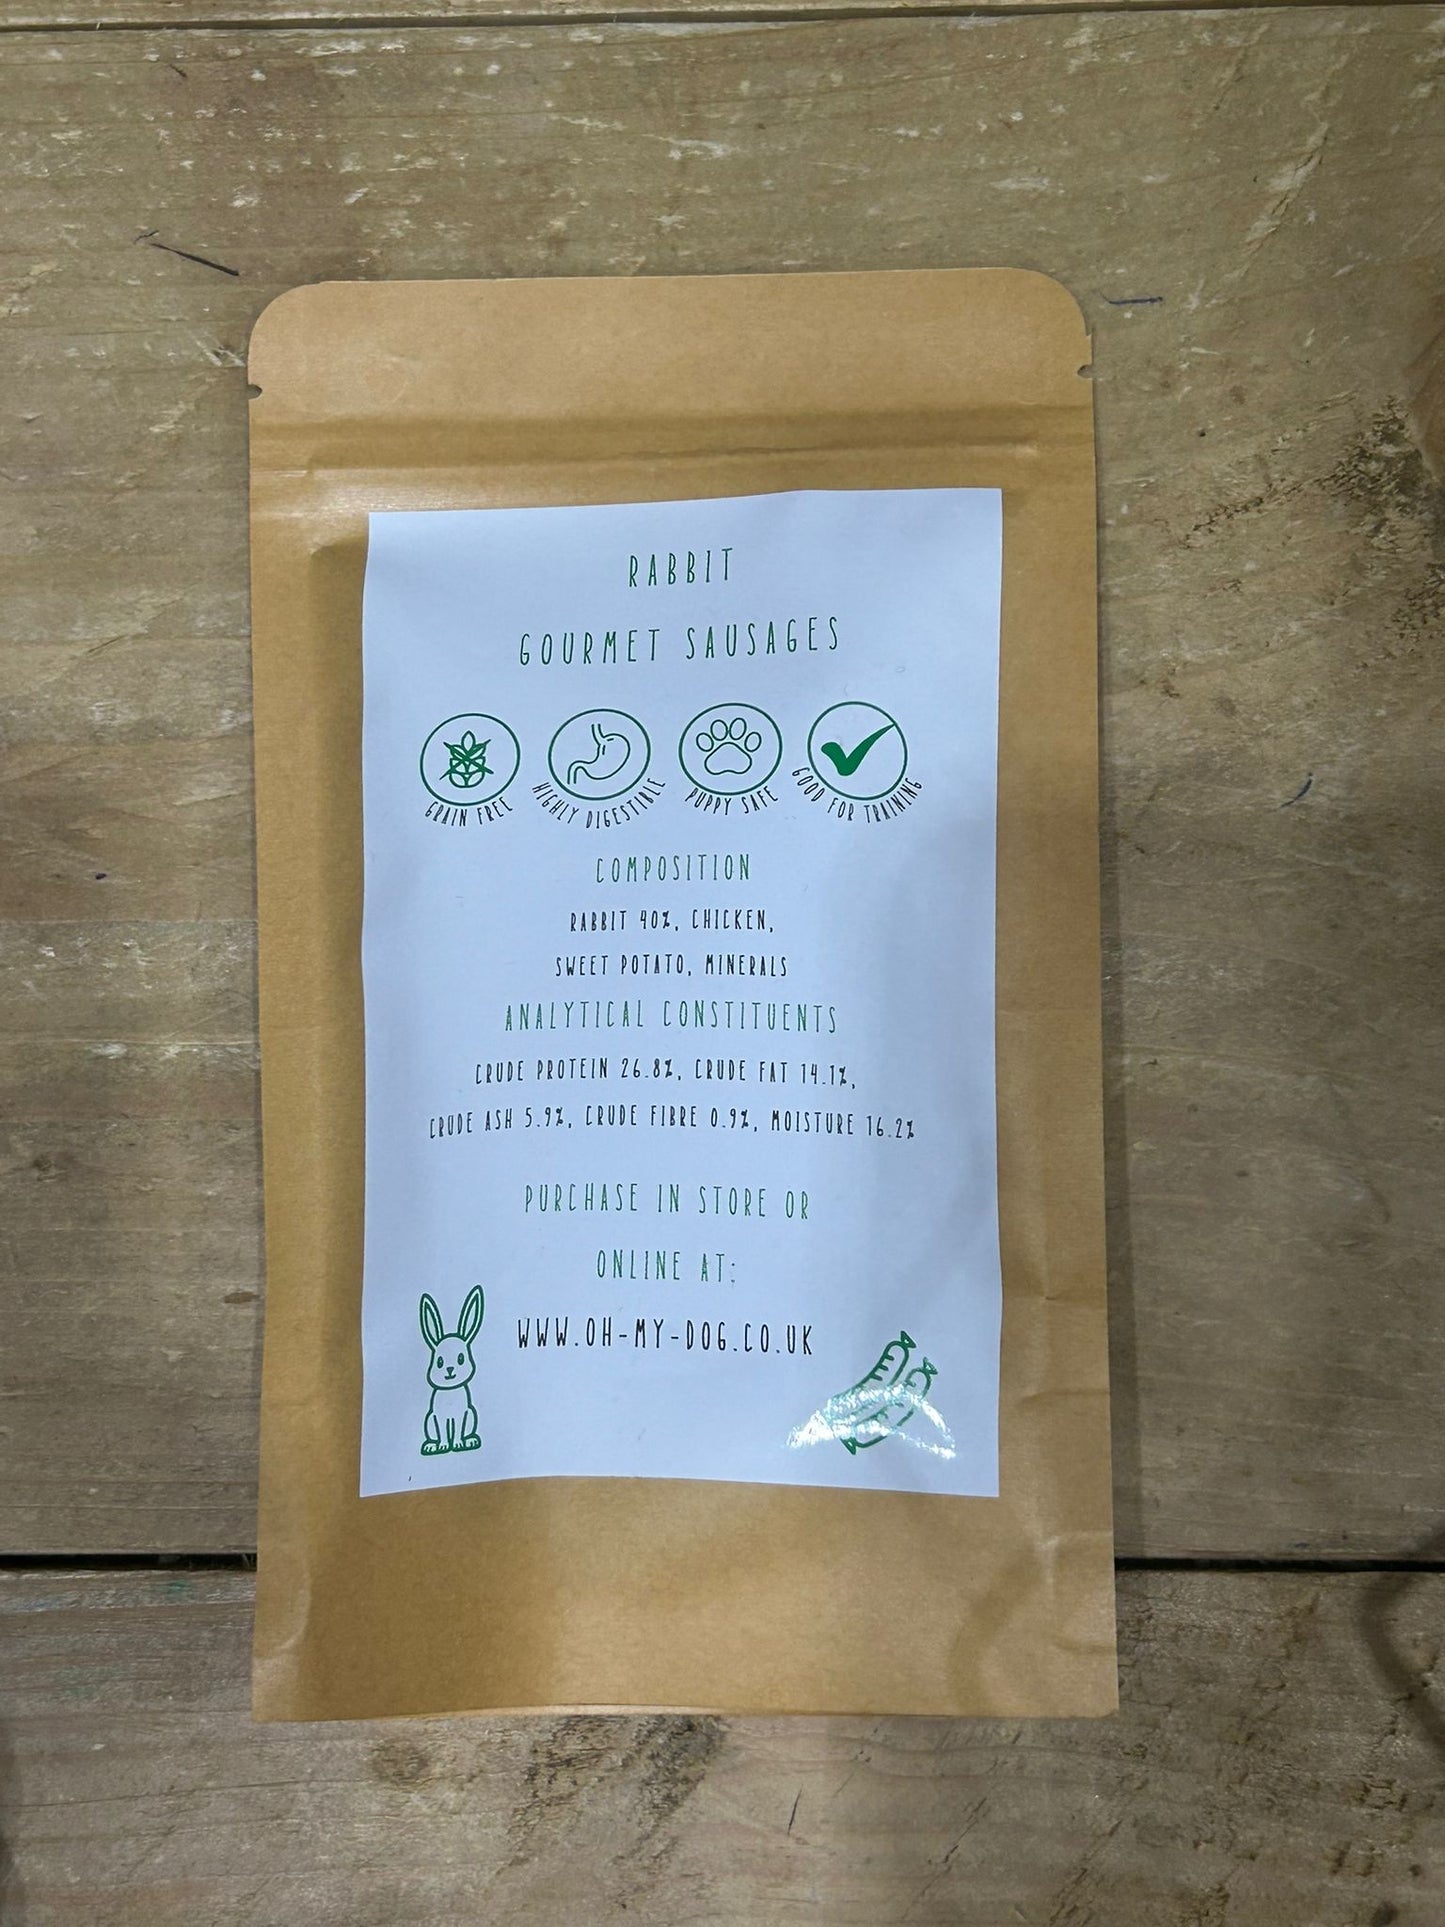 RABBIT
GOURMET SAUSAGES
GRAIN FREE
HIGHLY DIGESTIBLE
PUPPY SAFE
GOOD FOR TRAINING
COMPOSITION
RABBIT 40%, CHICKEN,
SWEET POTATO, MINERALS
ANALYTICAL CONSTITUENTS
CRUDE PROTEIN 26.8%, CRUDE FAT 14.1%,
CRUDE ASH 5.9%, CRUDE FIBRE 0.9%, MOISTURE 16.2%
PURCHASE IN STORE OR
ONLINE AT:
WWW.OH-MY-DOG.CO.UK